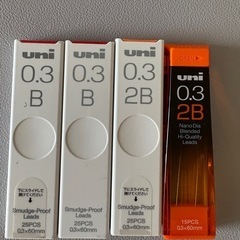 uni
0.3
B
Smudge-Proof
Leads
25PCS
0.3×60mm
uni
0.3
B
Smudge-Proof
Leads
25PCS
0.3×60mm
uni
0.3
2B
Smudge-Proof
Leads
25PCS
0.3×60mm
uni
0.3
2B
Nano Dia
Blended
Hi-Quality
Leads
15PCS
0.3×60mm